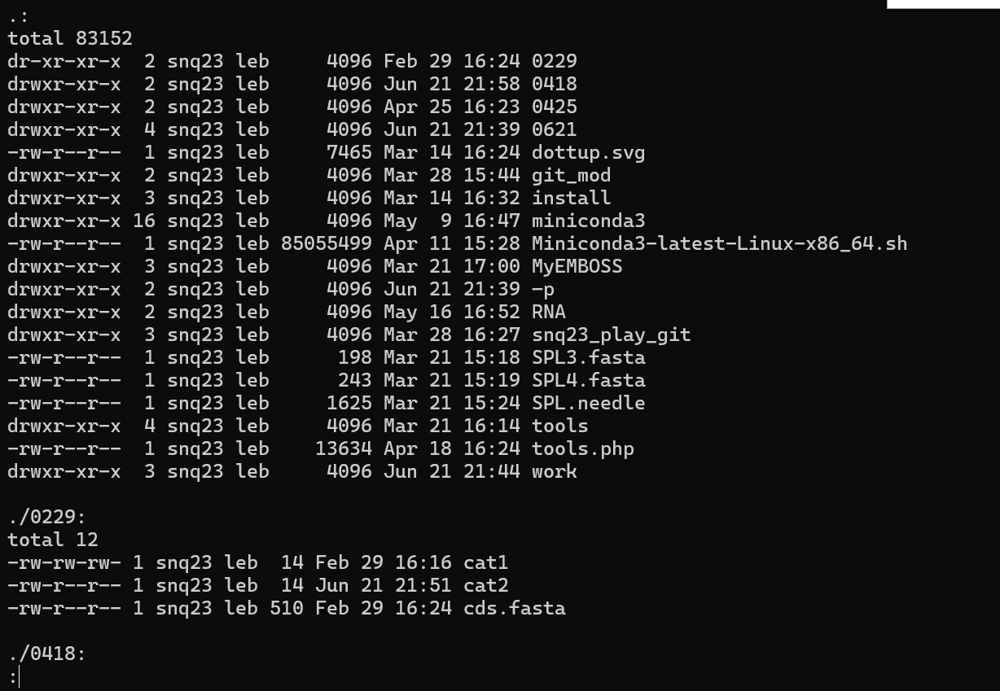 .:
total 83152
dr-xr-xr-x  2 snq23 leb     4096 Feb 29 16:24 0229
drwxr-xr-x  2 snq23 leb     4096 Jun 21 21:58 0418
drwxr-xr-x  2 snq23 leb     4096 Apr 25 16:23 0425
drwxr-xr-x  4 snq23 leb     4096 Jun 21 21:39 0621
-rw-r--r--  1 snq23 leb     7465 Mar 14 16:24 dottup.svg
drwxr-xr-x  2 snq23 leb     4096 Mar 28 15:44 git_mod
drwxr-xr-x  3 snq23 leb     4096 Mar 14 16:32 install
drwxr-xr-x 16 snq23 leb     4096 May  9 16:47 miniconda3
-rw-r--r--  1 snq23 leb 85055499 Apr 11 15:28 Miniconda3-latest-Linux-x86_64.sh
drwxr-xr-x  3 snq23 leb     4096 Mar 21 17:00 MyEMBOSS
drwxr-xr-x  2 snq23 leb     4096 Jun 21 21:39 -p
drwxr-xr-x  2 snq23 leb     4096 May 16 16:52 RNA
drwxr-xr-x  3 snq23 leb     4096 Mar 28 16:27 snq23_play_git
-rw-r--r--  1 snq23 leb      198 Mar 21 15:18 SPL3.fasta
-rw-r--r--  1 snq23 leb      243 Mar 21 15:19 SPL4.fasta
-rw-r--r--  1 snq23 leb     1625 Mar 21 15:24 SPL.needle
drwxr-xr-x  4 snq23 leb     4096 Mar 21 16:14 tools
-rw-r--r--  1 snq23 leb    13634 Apr 18 16:24 tools.php
drwxr-xr-x  3 snq23 leb     4096 Jun 21 21:44 work

./0229:
total 12
-rw-rw-rw- 1 snq23 leb  14 Feb 29 16:16 cat1
-rw-r--r-- 1 snq23 leb  14 Jun 21 21:51 cat2
-rw-r--r-- 1 snq23 leb 510 Feb 29 16:24 cds.fasta

./0418:
: